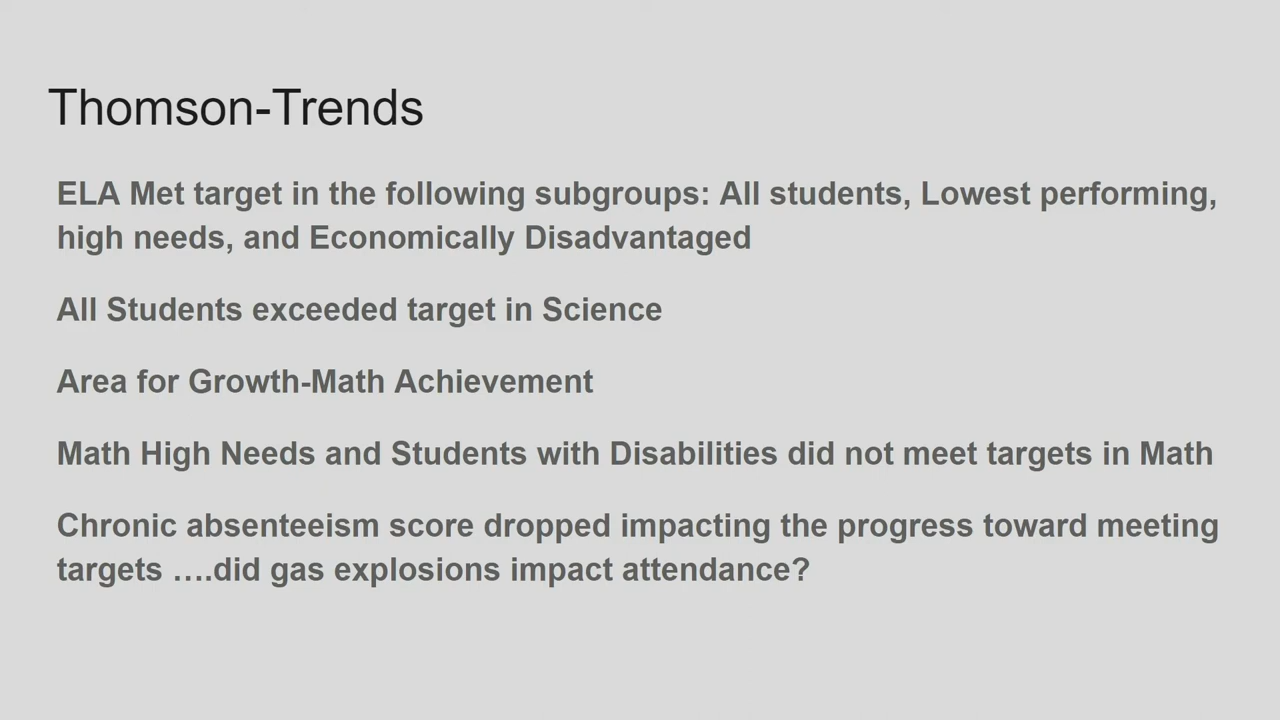 Thomson-Trends
ELA Met target in the following subgroups: All students, Lowest performing,
high needs, and Economically Disadvantaged
All Students exceeded target in Science
Area for Growth-Math Achievement
Math High Needs and Students with Disabilities did not meet targets in Math
Chronic absenteeism score dropped impacting the progress toward meeting
targets ….did gas explosions impact attendance?